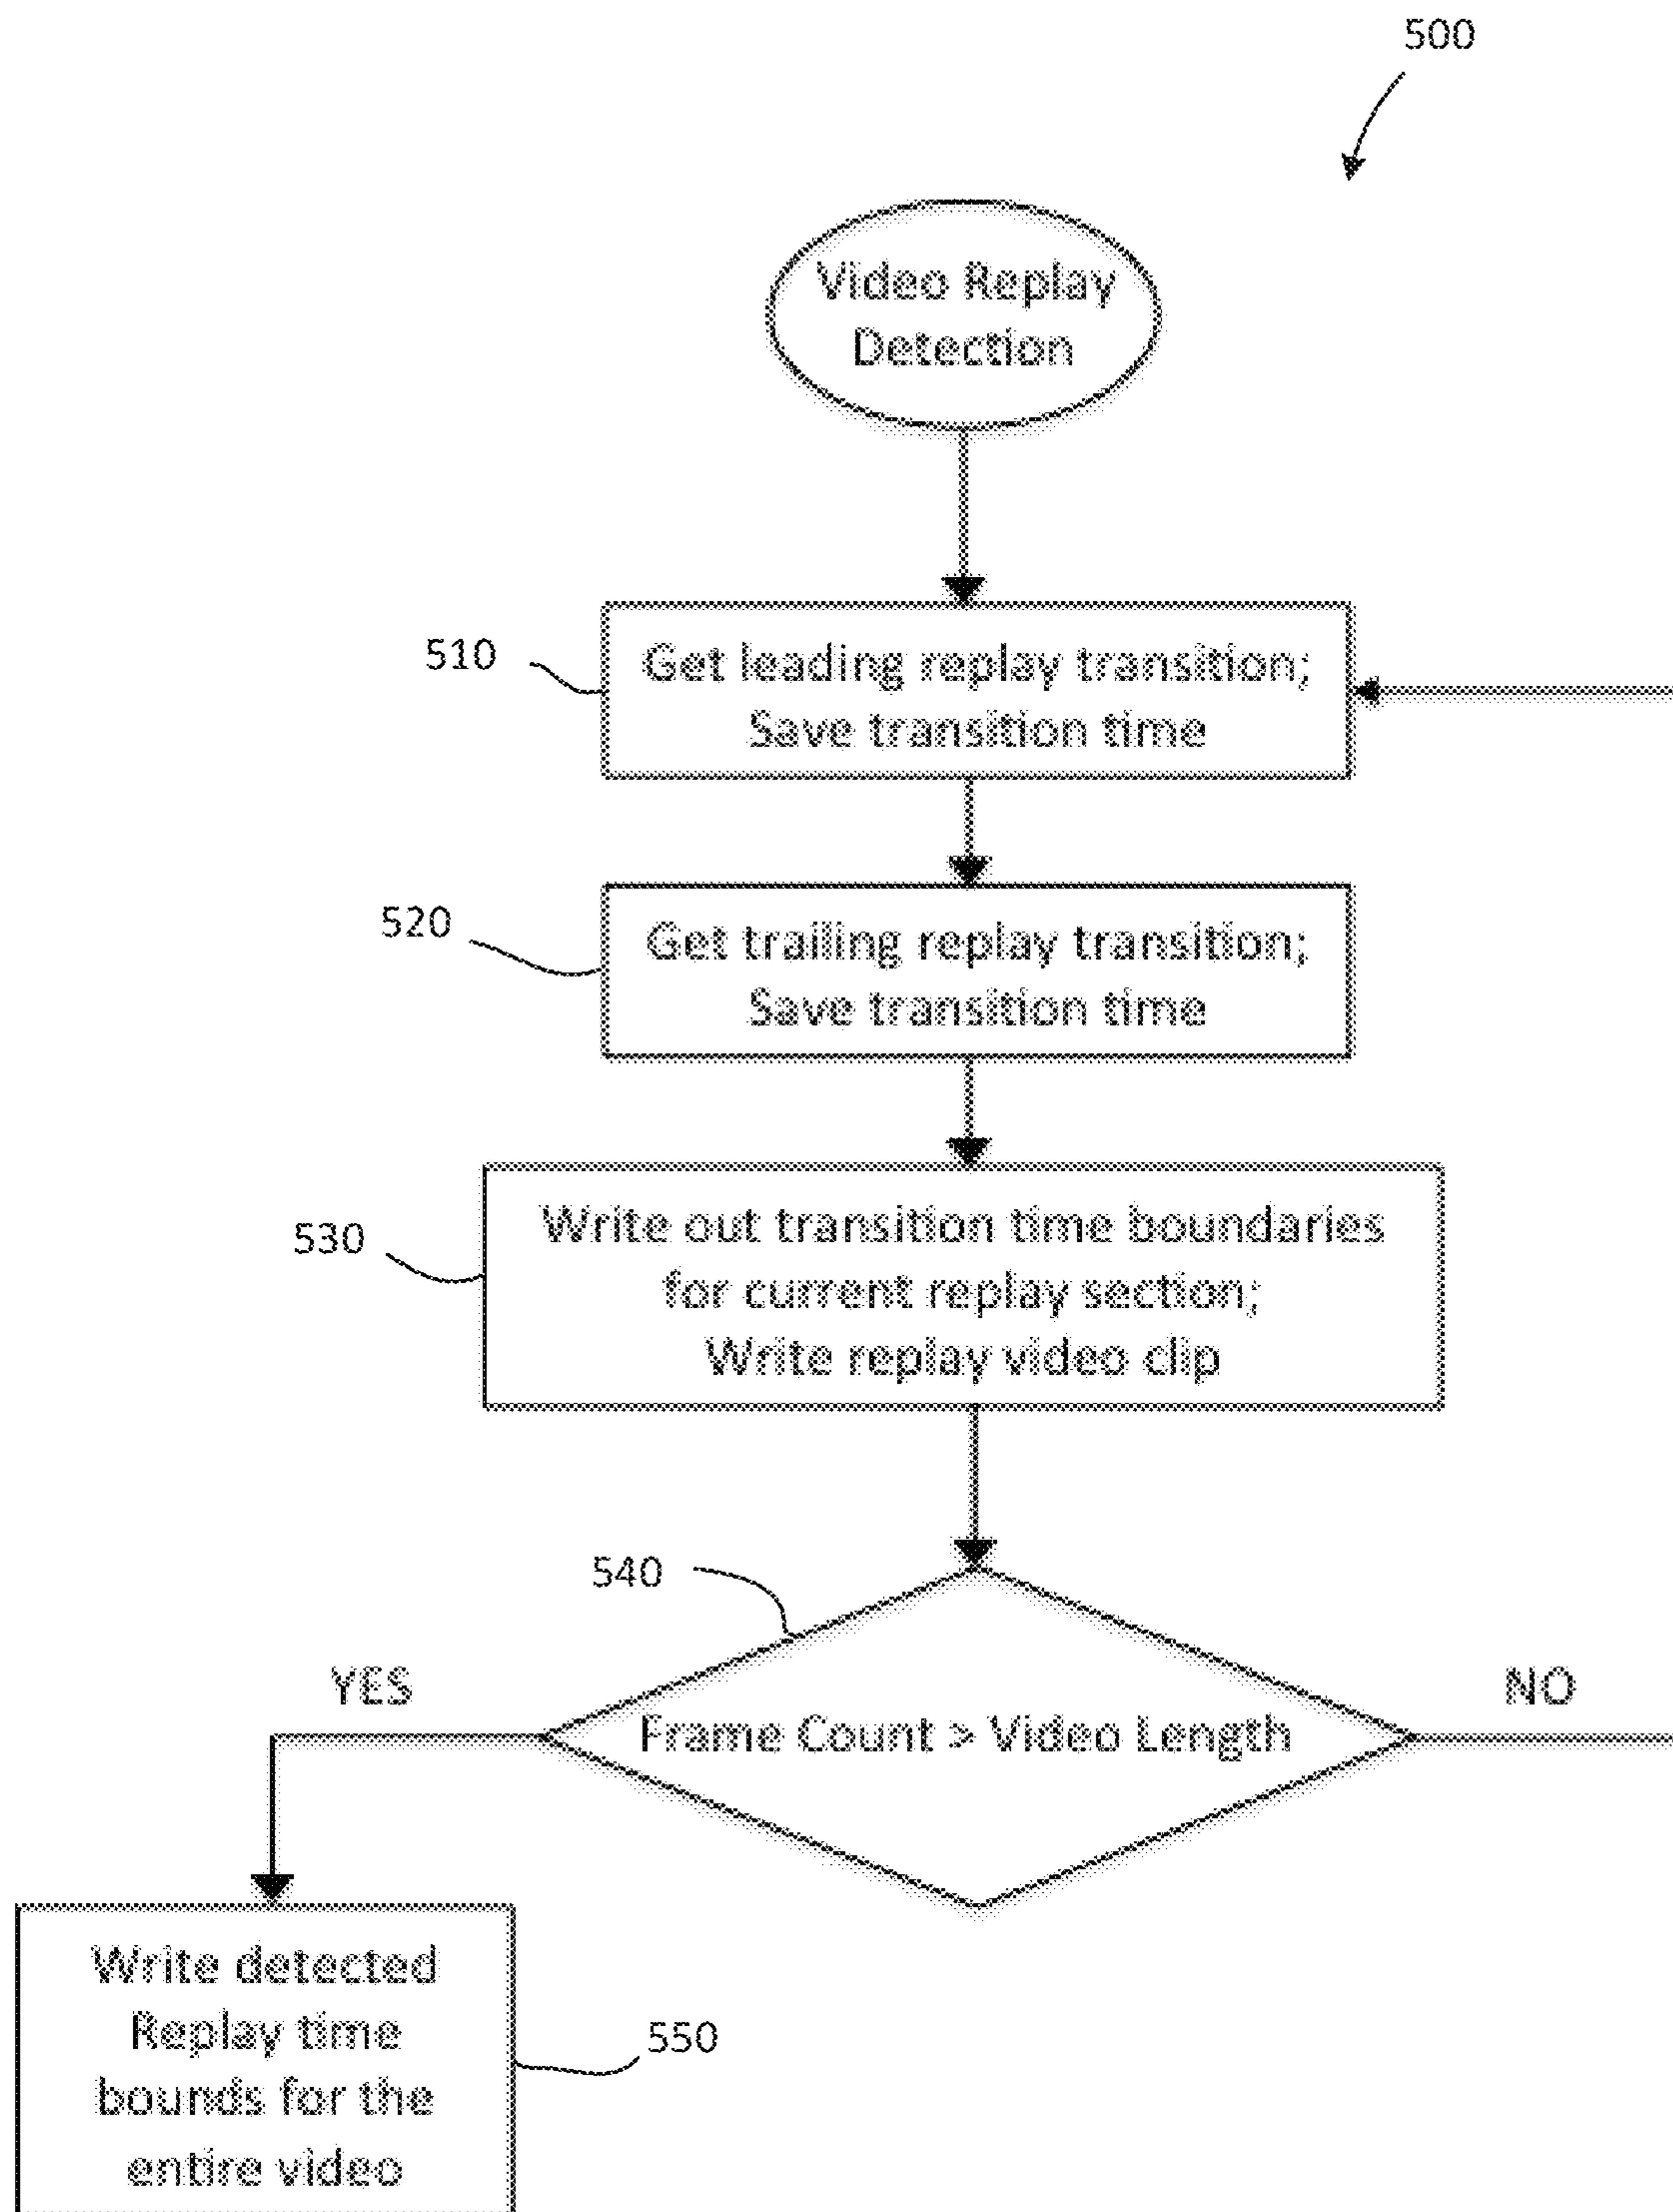 500
Video Replay
Detection
510
Get leading replay transition;
Save transition time
520
Get trailing replay transition;
Save transition time
530
Write out transition time boundaries
for current replay section;
Write replay video clip
540
YES
Frame Count > Video Length
NO
Write detected
Replay time
bounds for the
entire video
550